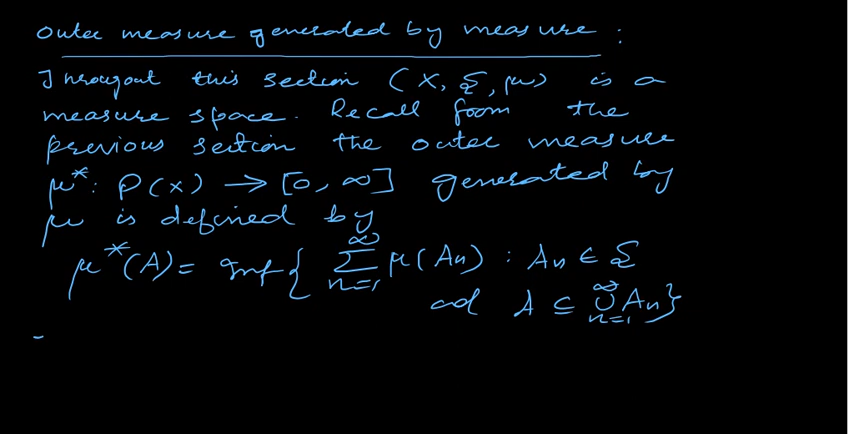 Outer measure generated by measure :
Throughout this section (X, Σ, μ) is a
measure space. Recall from the
previous section the outer measure
μ* : P(X) → [0, ∞] generated by
μ is defined by
μ*(A) = Inf { ∑_{n=1}^{∞} μ(An) : An ∈ Σ
and A ⊆ ∪_{n=1}^{∞} An }